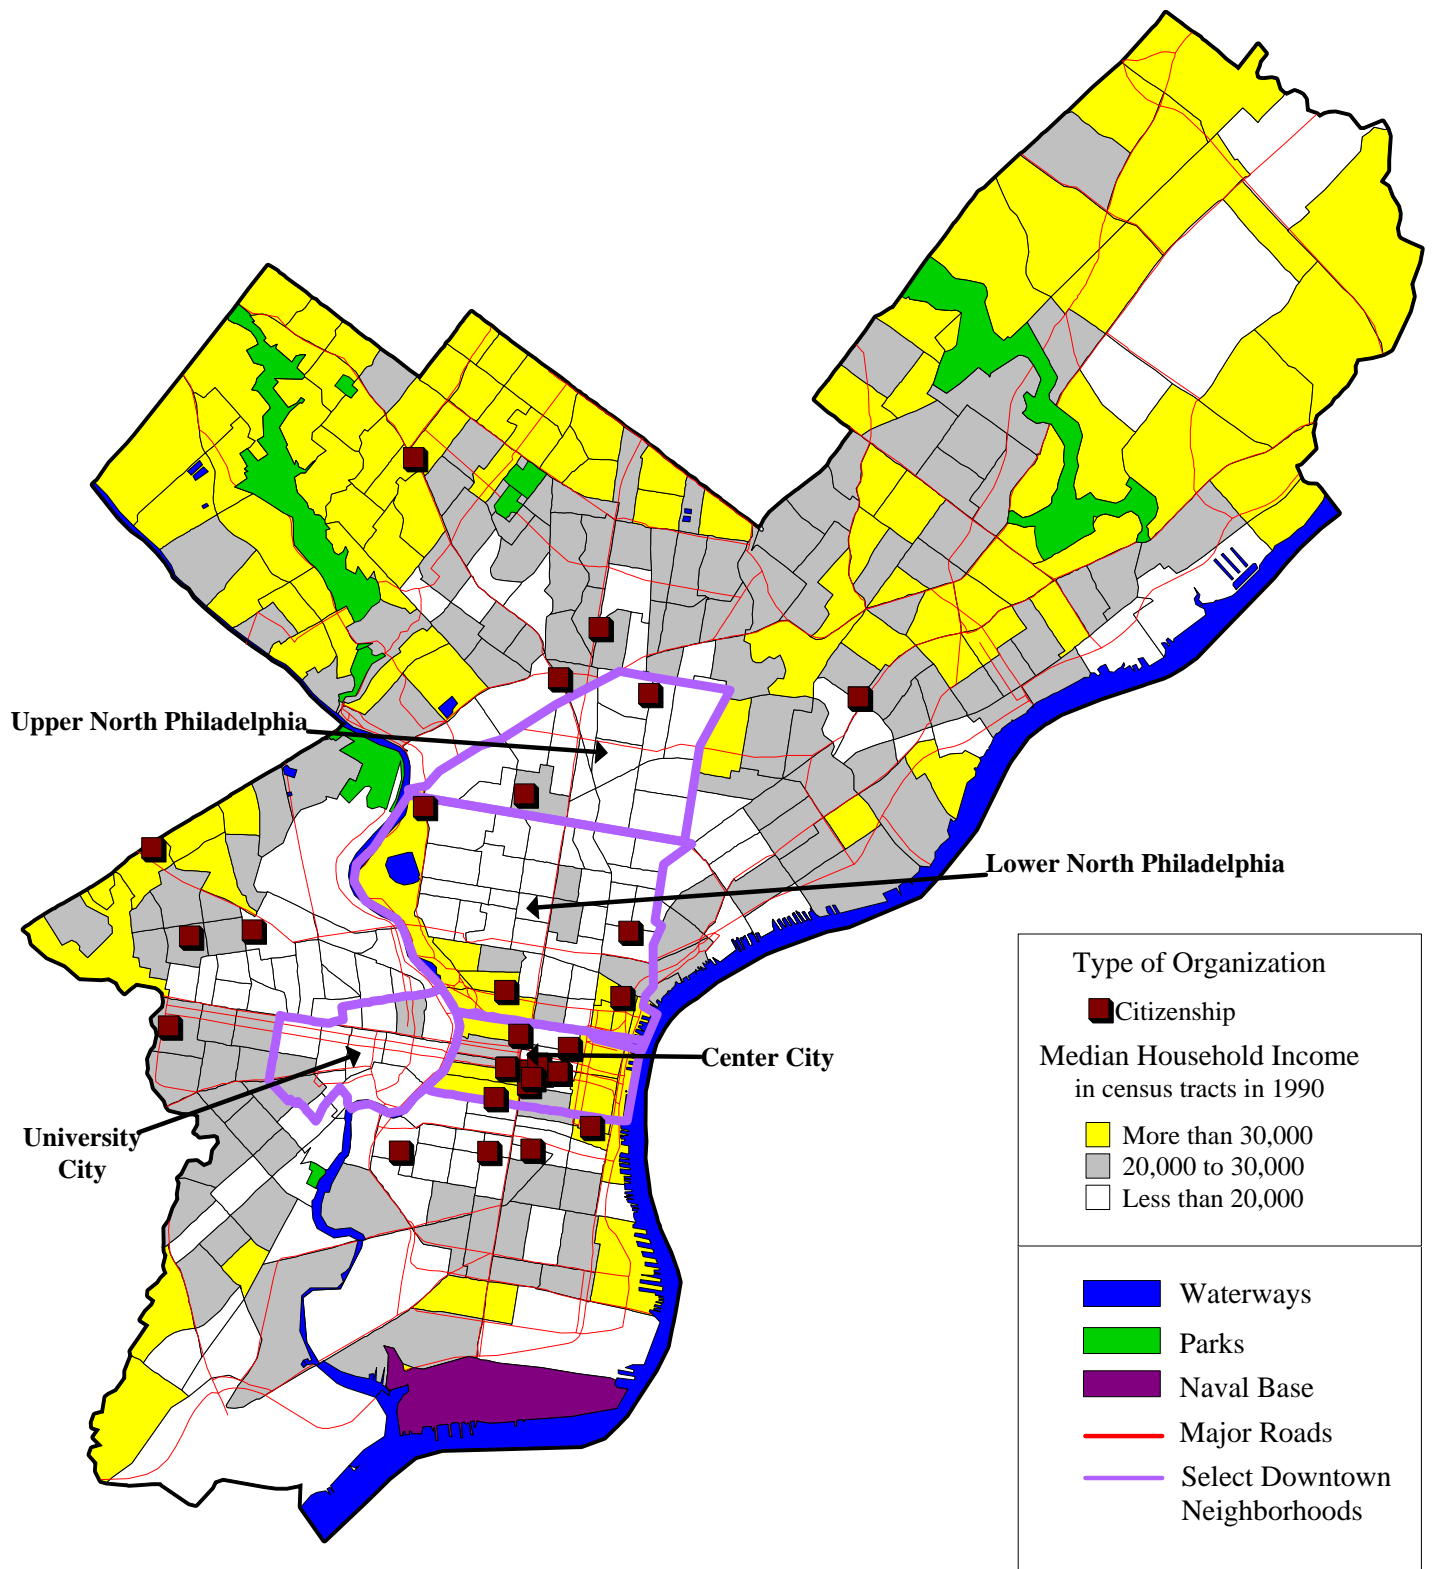 Upper North Philadelphia
Lower North Philadelphia
Center City
University
City
Type of Organization
Citizenship
Median Household Income
in census tracts in 1990
More than 30,000
20,000 to 30,000
Less than 20,000
Waterways
Parks
Naval Base
Major Roads
Select Downtown
Neighborhoods